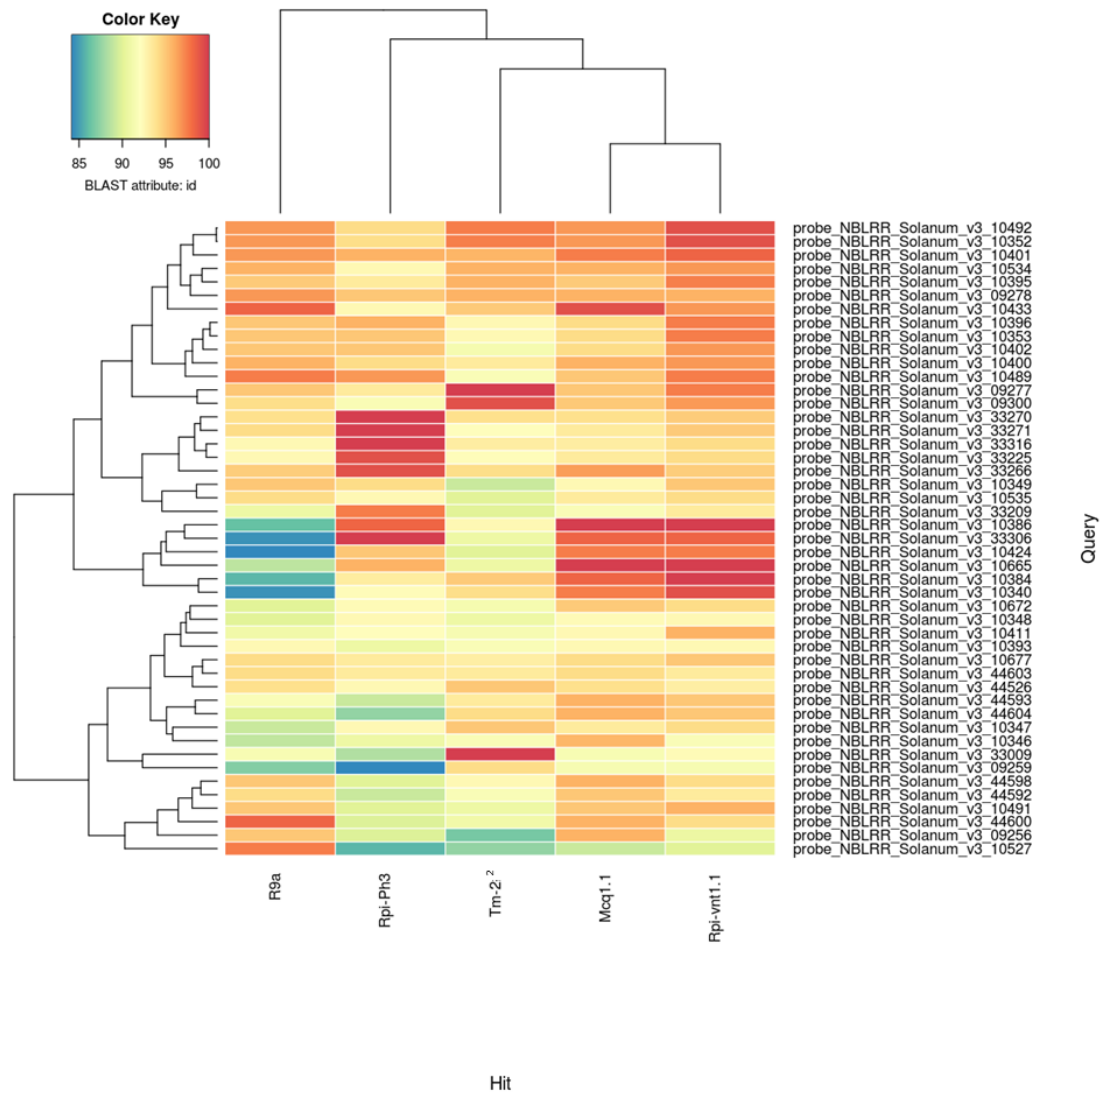 Color Key
85 90 95 100
BLAST attribute: id
probe_NBLRR_Solanum_v3_10492
probe_NBLRR_Solanum_v3_10352
probe_NBLRR_Solanum_v3_10401
probe_NBLRR_Solanum_v3_10534
probe_NBLRR_Solanum_v3_10395
probe_NBLRR_Solanum_v3_09278
probe_NBLRR_Solanum_v3_10433
probe_NBLRR_Solanum_v3_10396
probe_NBLRR_Solanum_v3_10353
probe_NBLRR_Solanum_v3_10402
probe_NBLRR_Solanum_v3_10400
probe_NBLRR_Solanum_v3_10489
probe_NBLRR_Solanum_v3_09277
probe_NBLRR_Solanum_v3_09300
probe_NBLRR_Solanum_v3_33270
probe_NBLRR_Solanum_v3_33271
probe_NBLRR_Solanum_v3_33316
probe_NBLRR_Solanum_v3_33225
probe_NBLRR_Solanum_v3_33266
probe_NBLRR_Solanum_v3_10349
probe_NBLRR_Solanum_v3_10535
probe_NBLRR_Solanum_v3_33209
probe_NBLRR_Solanum_v3_10386
probe_NBLRR_Solanum_v3_33306
probe_NBLRR_Solanum_v3_10424
probe_NBLRR_Solanum_v3_10665
probe_NBLRR_Solanum_v3_10384
probe_NBLRR_Solanum_v3_10340
probe_NBLRR_Solanum_v3_10672
probe_NBLRR_Solanum_v3_10348
probe_NBLRR_Solanum_v3_10411
probe_NBLRR_Solanum_v3_10393
probe_NBLRR_Solanum_v3_10677
probe_NBLRR_Solanum_v3_44603
probe_NBLRR_Solanum_v3_44526
probe_NBLRR_Solanum_v3_44593
probe_NBLRR_Solanum_v3_44604
probe_NBLRR_Solanum_v3_10347
probe_NBLRR_Solanum_v3_10346
probe_NBLRR_Solanum_v3_33009
probe_NBLRR_Solanum_v3_09259
probe_NBLRR_Solanum_v3_44598
probe_NBLRR_Solanum_v3_44592
probe_NBLRR_Solanum_v3_10491
probe_NBLRR_Solanum_v3_44600
probe_NBLRR_Solanum_v3_09256
probe_NBLRR_Solanum_v3_10527
Query
R9a
Rpi-Ph3
Tm-2²
Mcq1.1
Rpi-vnt1.1
Hit